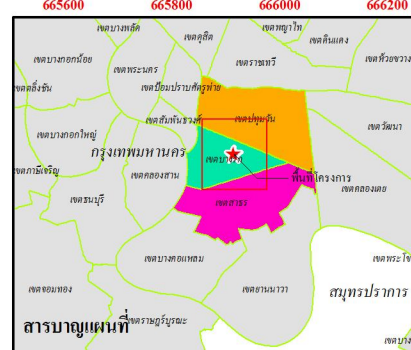 665600 665800 666000 666200
เขตบางพลัด
เขตดุสิต
เขตพญาไท
เขตดินแดง
เขตบางกอกน้อย
เขตพระนคร
เขตราชเทวี
เขตห้วยขวาง
เขตตลิ่งชัน
เขตป้อมปราบศัตรูพ่าย
เขตสัมพันธวงศ์
เขตปทุมวัน
เขตวัฒนา
เขตบางกอกใหญ่
กรุงเทพมหานคร
เขตบางรัก
เขตภาษีเจริญ
เขตคลองสาน
พื้นที่โครงการ
เขตคลองเตย
เขตธนบุรี
เขตสาทร
เขตบางคอแหลม
เขตพระโข
เขตจอมทอง
เขตยานนาวา
สมุทรปราการ
สารบาญแผนที่
เขตราษฎร์บูรณะ
เขตบาง